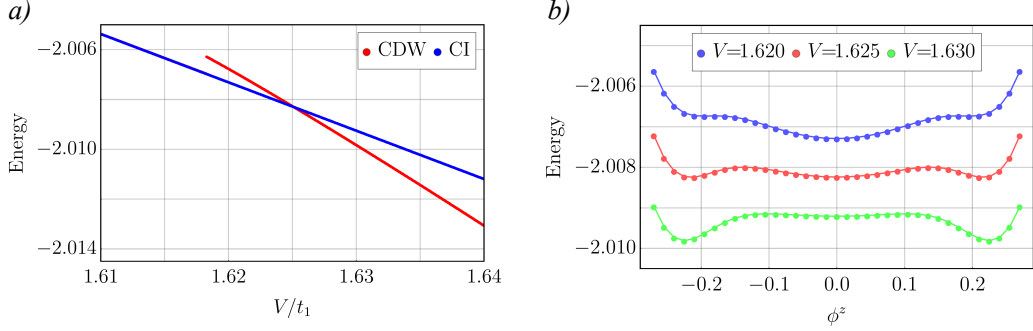 a)
Energy
−2.006
−2.010
−2.014
CDW CI
1.61 1.62 1.63 1.64
V/t₁
b)
Energy
−2.006
−2.008
−2.010
V=1.620 V=1.625 V=1.630
−0.2 −0.1 0.0 0.1 0.2
ϕᶻ